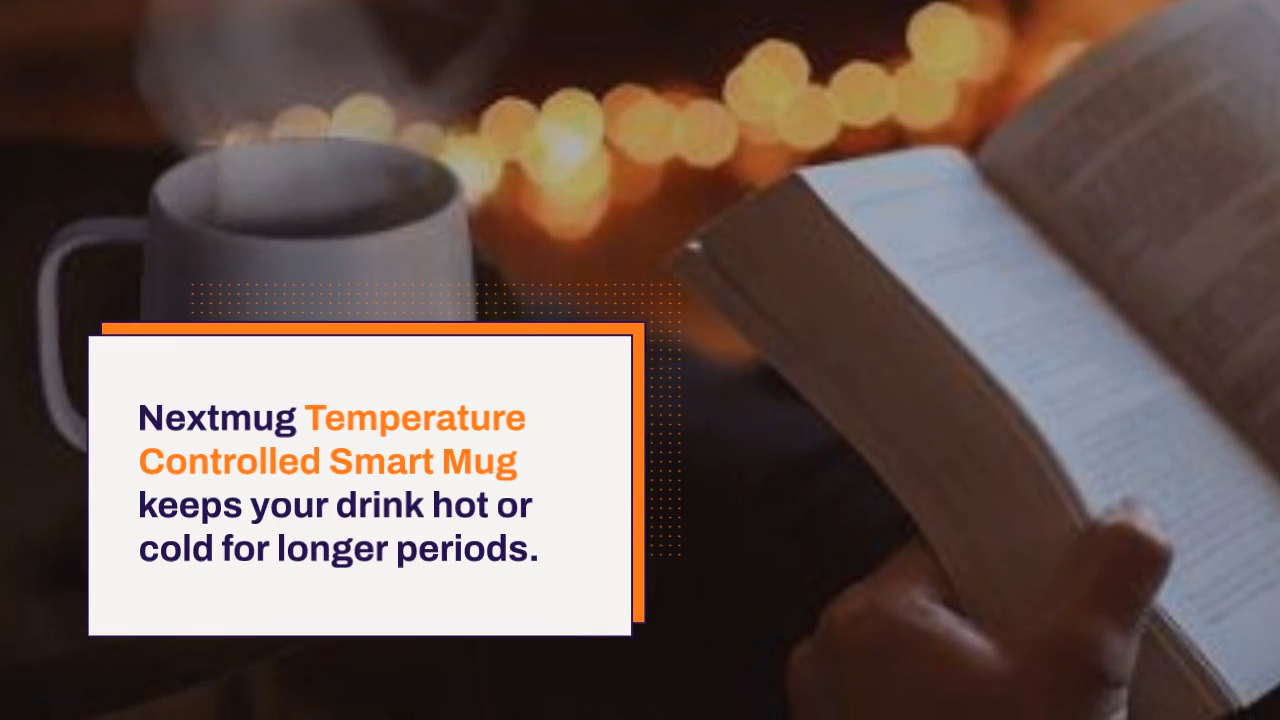 Nextmug Temperature
Controlled Smart Mug
keeps your drink hot or
cold for longer periods.